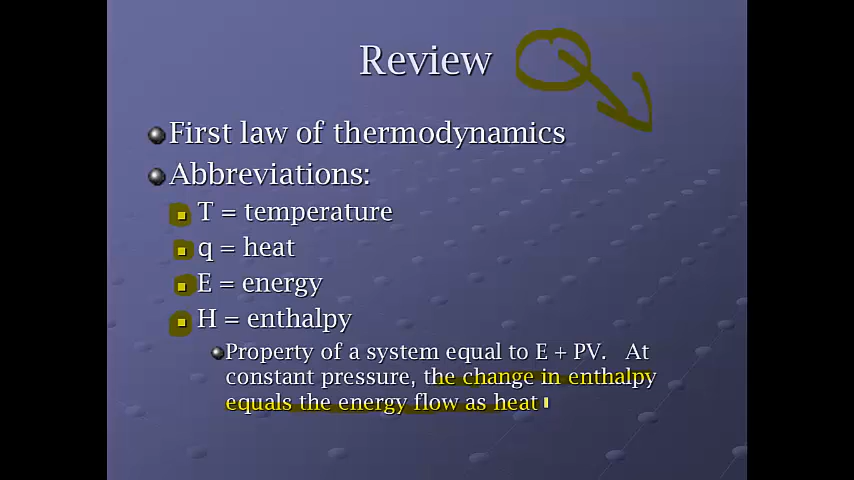 Review
First law of thermodynamics
Abbreviations:
T = temperature
q = heat
E = energy
H = enthalpy
Property of a system equal to E + PV. At
constant pressure, the change in enthalpy
equals the energy flow as heat